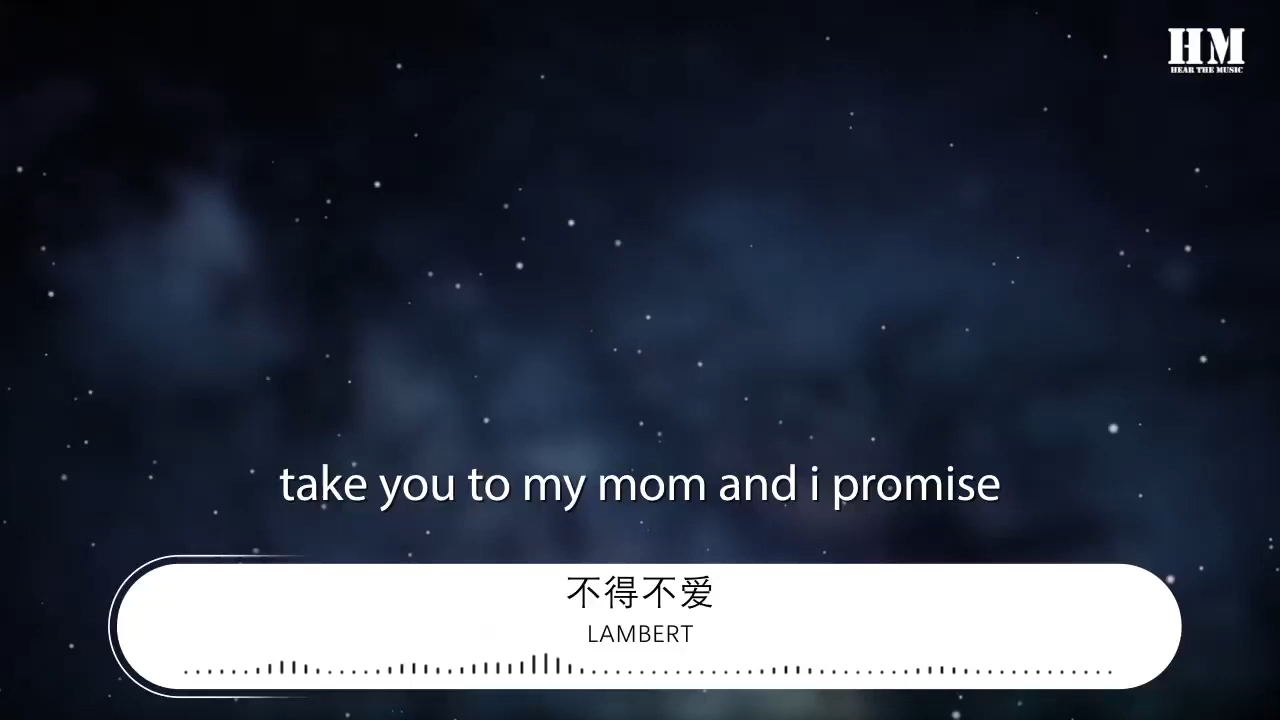 HM
HEAR THE MUSIC
take you to my mom and i promise
不得不爱
LAMBERT